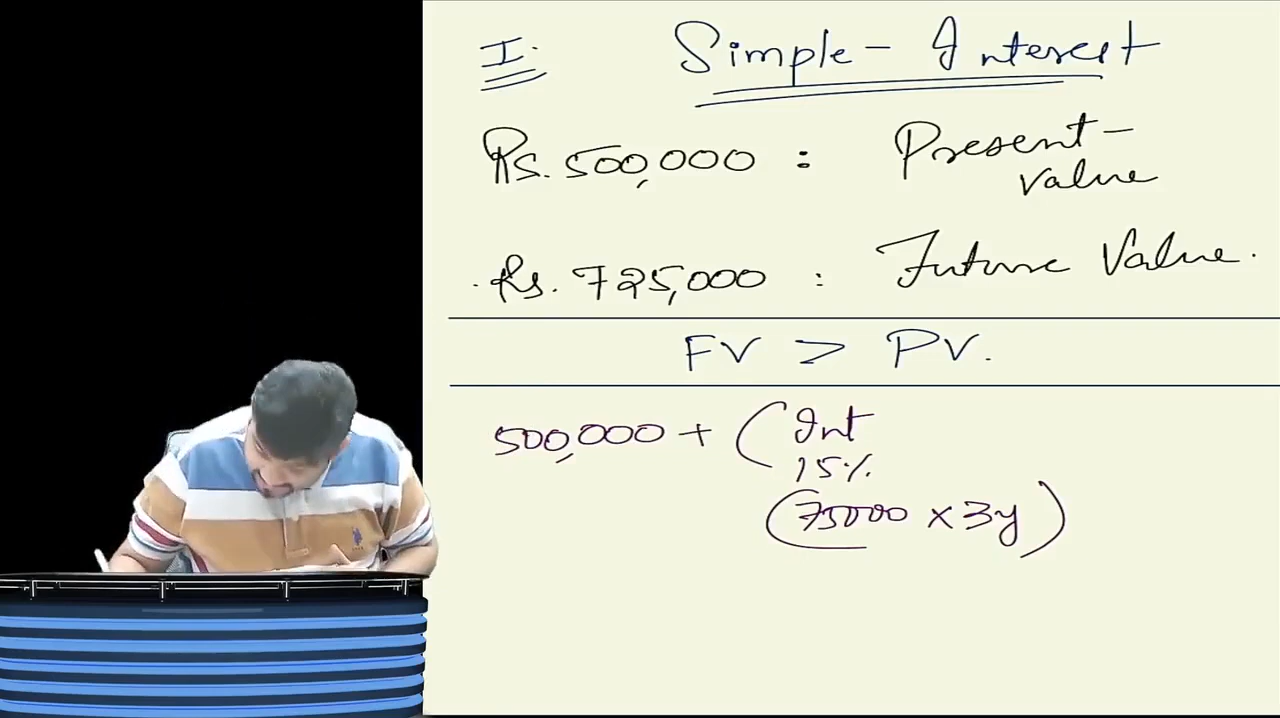 I.
Simple-Interest
Rs. 500,000 : Present-
value
Rs. 725,000 : Future Value.
FV > PV.
500,000 + ( Int
15%
(75000 x 3y)